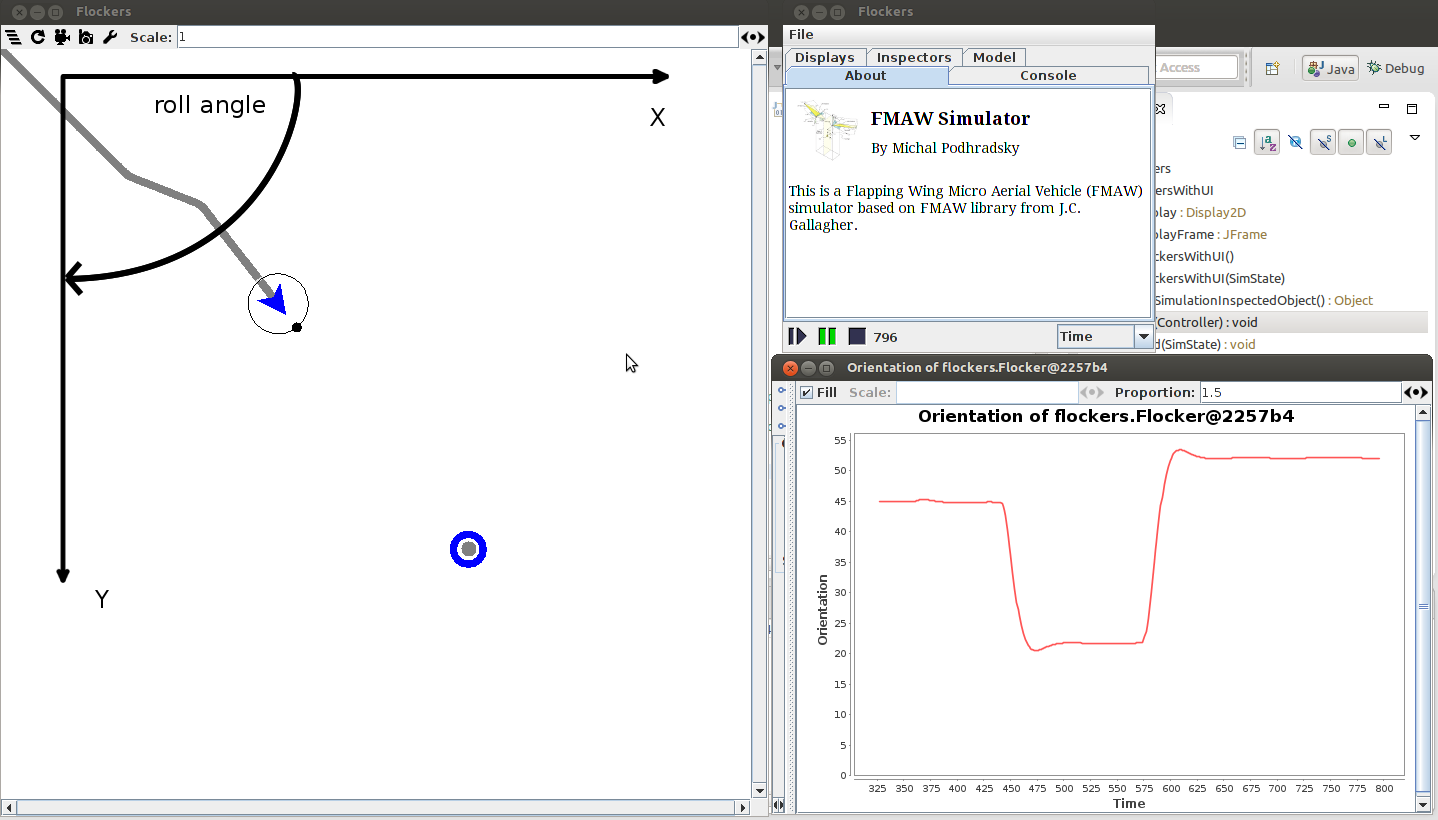 Flockers
Scale: 1
roll angle
X
Y
Flockers
File
Displays Inspectors Model
About Console
FMAW Simulator
By Michal Podhradsky
This is a Flapping Wing Micro Aerial Vehicle (FMAW)
simulator based on FMAW library from J.C.
Gallagher.
796 Time
Access
Java Debug
ers
ersWithUI
play : Display2D
playFrame : JFrame
ckersWithUI()
ckersWithUI(SimState)
SimulationInspectedObject() : Object
(Controller) : void
d(SimState) : void
Orientation of flockers.Flocker@2257b4
Fill Scale: Proportion: 1.5
Orientation of flockers.Flocker@2257b4
Orientation
55
50
45
40
35
30
25
20
15
10
5
0
325 350 375 400 425 450 475 500 525 550 575 600 625 650 675 700 725 750 775 800
Time